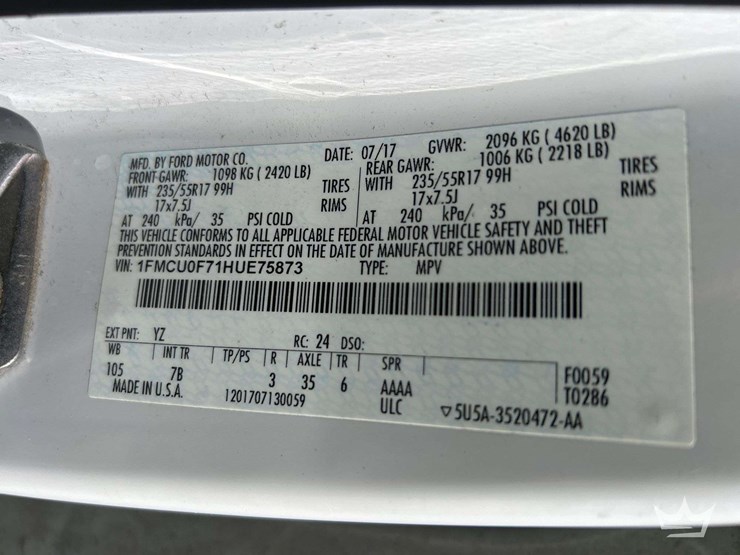 MFD. BY FORD MOTOR CO. DATE: 07/17 GVWR: 2096 KG ( 4620 LB)
FRONT GAWR: 1098 KG ( 2420 LB) REAR GAWR: 1006 KG ( 2218 LB)
WITH 235/55R17 99H TIRES WITH 235/55R17 99H TIRES
17x7.5J RIMS 17x7.5J RIMS
AT 240 kPa/ 35 PSI COLD AT 240 kPa/ 35 PSI COLD
THIS VEHICLE CONFORMS TO ALL APPLICABLE FEDERAL MOTOR VEHICLE SAFETY AND THEFT
PREVENTION STANDARDS IN EFFECT ON THE DATE OF MANUFACTURE SHOWN ABOVE.
VIN: 1FMCU0F71HUE75873 TYPE: MPV
EXT PNT: YZ RC: 24 DSO:
WB INT TR TP/PS R AXLE TR SPR
105 7B 3 35 6 AAAA F0059
MADE IN U.S.A. 1201707130059 ULC T0286
▽5U5A-3520472-AA